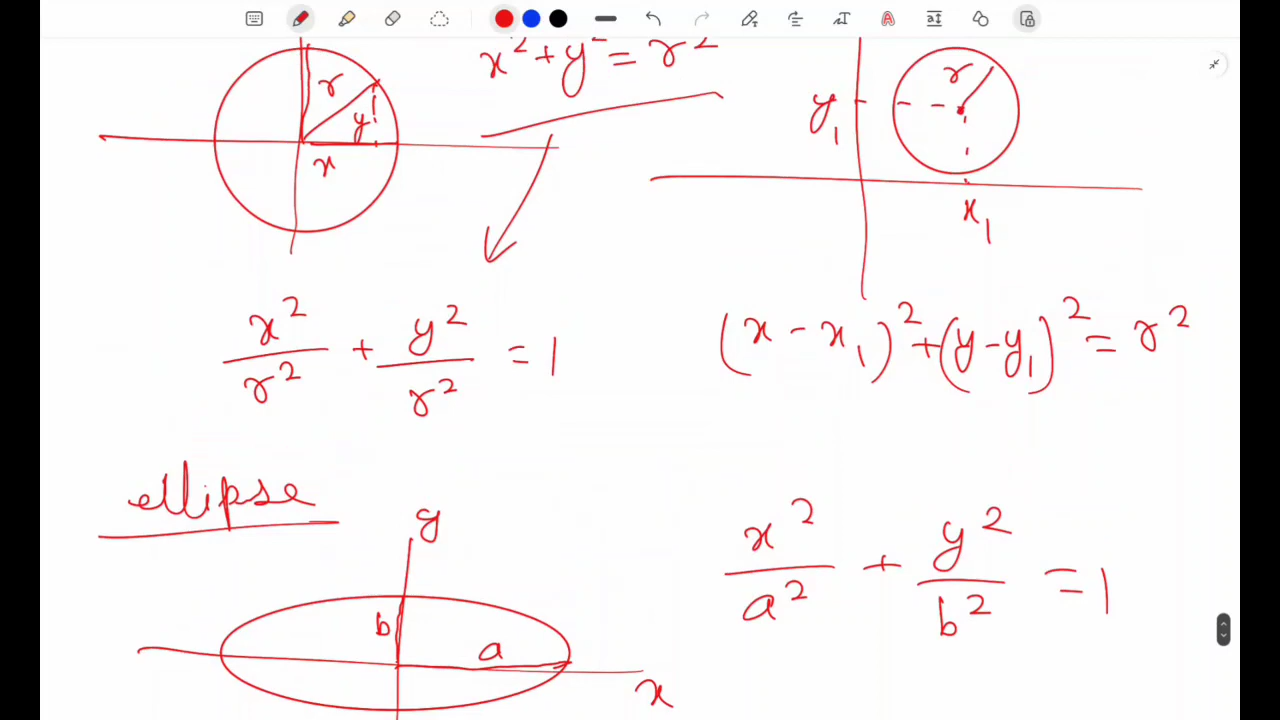 x² + y² = r²
r
y
x
r
y₁
x₁
x²/r² + y²/r² = 1
(x - x₁)² + (y - y₁)² = r²
ellipse
y
b
a
x
x²/a² + y²/b² = 1